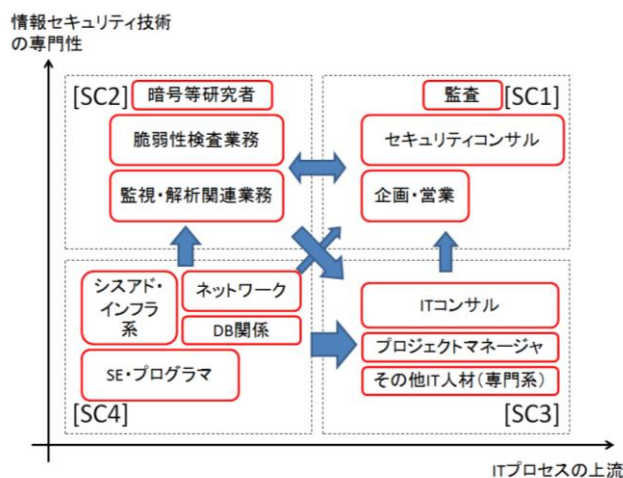 情報セキュリティ技術
の専門性
[SC2]
暗号等研究者
脆弱性検査業務
監視・解析関連業務
監査
[SC1]
セキュリティコンサル
企画・営業
シスアド・
インフラ
系
ネットワーク
DB関係
SE・プログラマ
[SC4]
ITコンサル
プロジェクトマネージャ
その他IT人材(専門系)
[SC3]
ITプロセスの上流